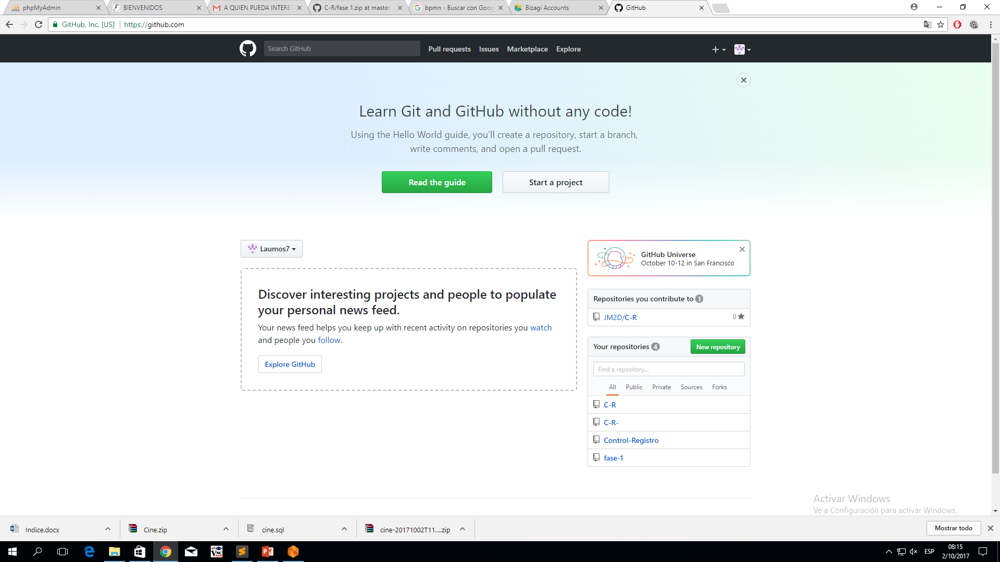 phpMyAdmin
BIENVENIDOS
A QUIEN PUEDA INTERES
C-R/fase 1.zip at master
bpmn - Buscar con Goog
Bizagi Accounts
GitHub
GitHub, Inc. [US]
https://github.com
Search GitHub
Pull requests
Issues
Marketplace
Explore
Learn Git and GitHub without any code!
Using the Hello World guide, you’ll create a repository, start a branch,
write comments, and open a pull request.
Read the guide
Start a project
Laumos7
Discover interesting projects and people to populate
your personal news feed.
Your news feed helps you keep up with recent activity on repositories you watch
and people you follow.
Explore GitHub
GitHub Universe
October 10-12 in San Francisco
Repositories you contribute to 1
JM2D/C-R
0
Your repositories 4
New repository
Find a repository...
All
Public
Private
Sources
Forks
C-R
C-R-
Control-Registro
fase-1
Activar Windows
Ve a Configuración para activar Windows.
Indice.docx
Cine.zip
cine.sql
cine-20171002T11....zip
Mostrar todo
VNC
ESP
08:15
2/10/2017